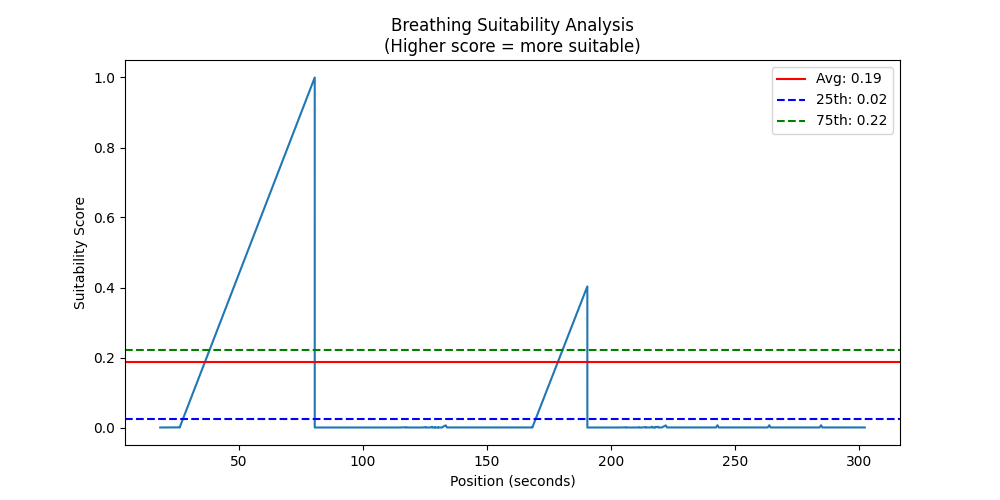 Breathing Suitability Analysis
(Higher score = more suitable)
Avg: 0.19
25th: 0.02
75th: 0.22
Suitability Score
1.0
0.8
0.6
0.4
0.2
0.0
50
100
150
200
250
300
Position (seconds)